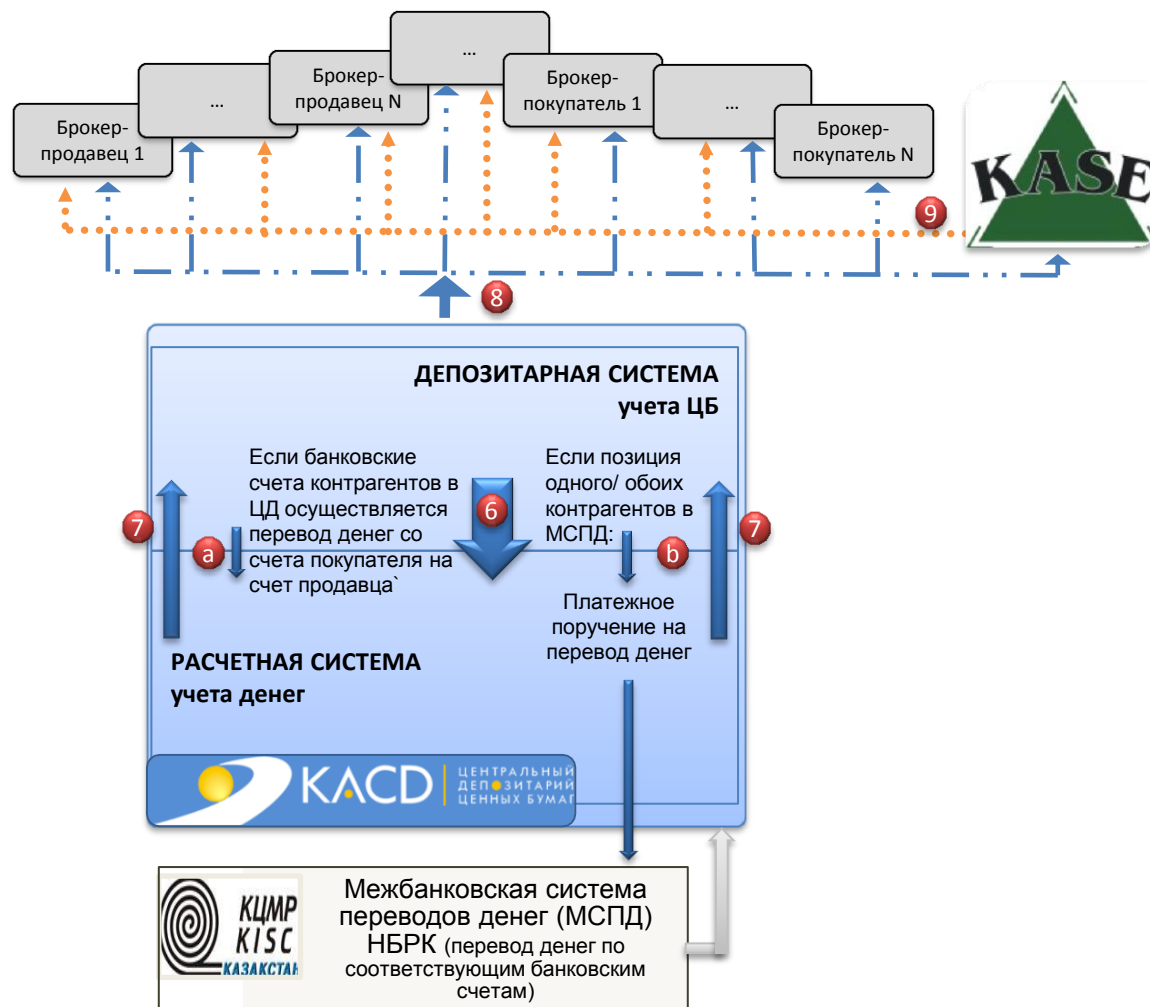 ...
Брокер-
продавец N
Брокер-
покупатель 1
...
...
Брокер-
продавец 1
Брокер-
покупатель N
KASE
9
8
ДЕПОЗИТАРНАЯ СИСТЕМА
учета ЦБ
Если банковские
счета контрагентов в
ЦД осуществляется
перевод денег со
счета покупателя на
счет продавца`
Если позиция
одного/ обоих
контрагентов в
МСПД:
6
7
7
a
b
Платежное
поручение на
перевод денег
РАСЧЕТНАЯ СИСТЕМА
учета денег
KACD
ЦЕНТРАЛЬНЫЙ
ДЕПОЗИТАРИЙ
ЦЕННЫХ БУМАГ
КЦМР
KISC
КАЗАКСТАН
Межбанковская система
переводов денег (МСПД)
НБРК (перевод денег по
соответствующим банковским
счетам)